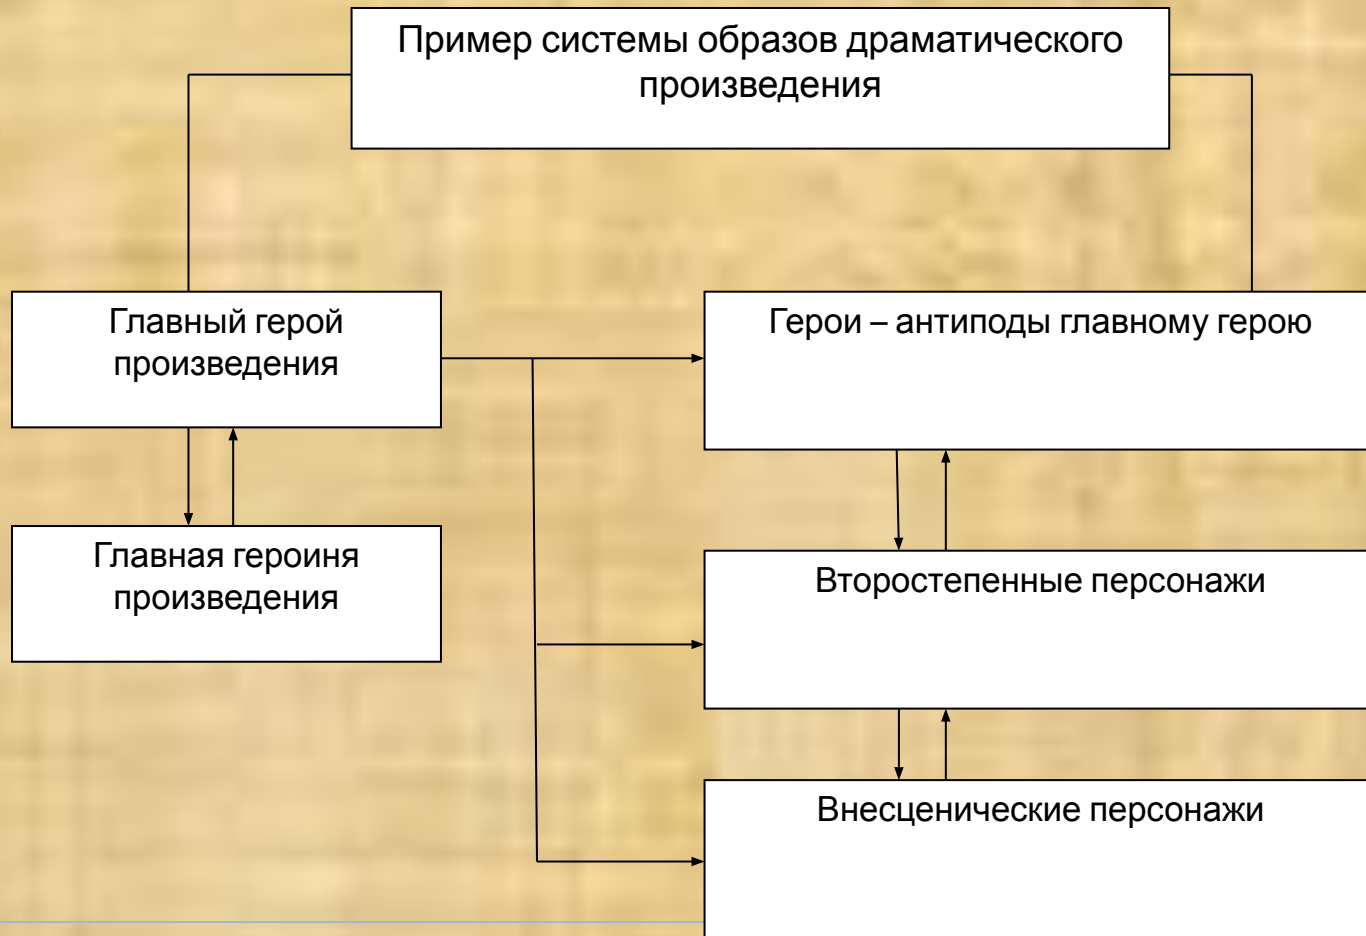 Пример системы образов драматического
произведения
Главный герой
произведения
Герои – антиподы главному герою
Главная героиня
произведения
Второстепенные персонажи
Внесценические персонажи